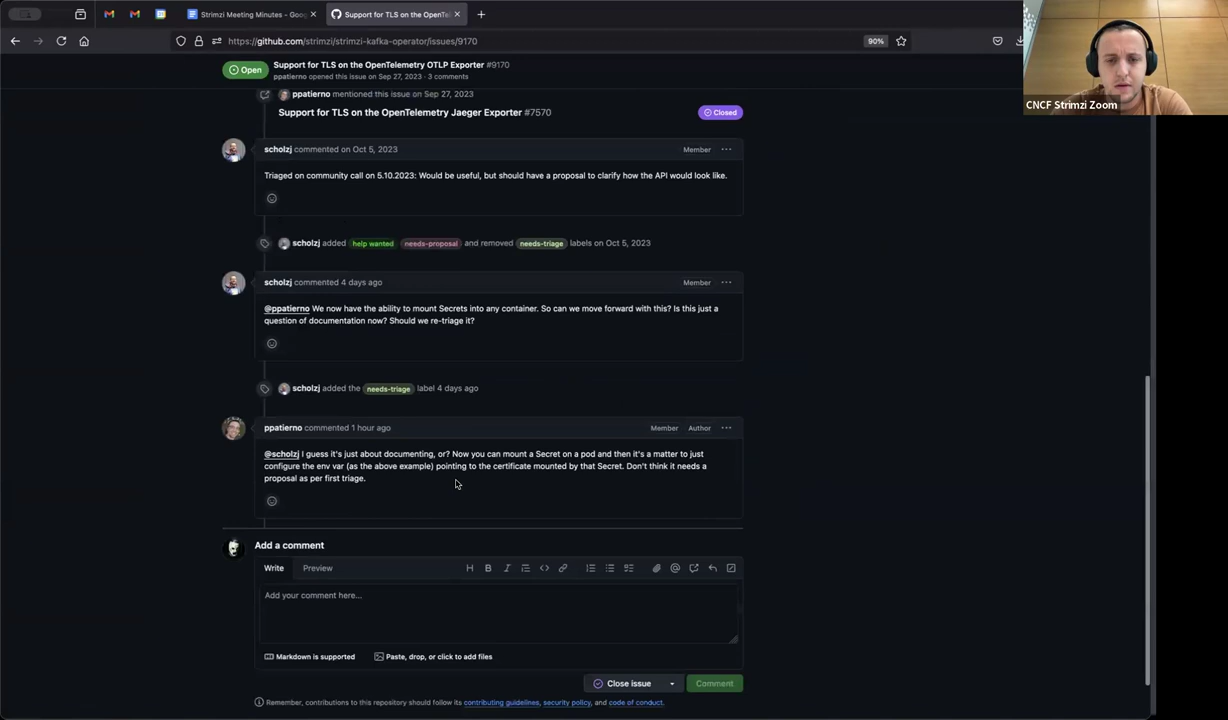 Strimzi Meeting Minutes - Goog
Support for TLS on the OpenTel
https://github.com/strimzi/strimzi-kafka-operator/issues/9170
90%
CNCF Strimzi Zoom
Open
Support for TLS on the OpenTelemetry OTLP Exporter #9170
ppatierno opened this issue on Sep 27, 2023 · 3 comments
ppatierno mentioned this issue on Sep 27, 2023
Support for TLS on the OpenTelemetry Jaeger Exporter #7570
Closed
scholzj commented on Oct 5, 2023
Member
Triaged on community call on 5.10.2023: Would be useful, but should have a proposal to clarify how the API would look like.
scholzj added help wanted needs-proposal and removed needs-triage labels on Oct 5, 2023
scholzj commented 4 days ago
Member
@ppatierno We now have the ability to mount Secrets into any container. So can we move forward with this? Is this just a
question of documentation now? Should we re-triage it?
scholzj added the needs-triage label 4 days ago
ppatierno commented 1 hour ago
Member Author
@scholzj I guess it's just about documenting, or? Now you can mount a Secret on a pod and then it's a matter to just
configure the env var (as the above example) pointing to the certificate mounted by that Secret. Don't think it needs a
proposal as per first triage.
Add a comment
Write Preview
Add your comment here...
Markdown is supported
Paste, drop, or click to add files
Close issue
Comment
Remember, contributions to this repository should follow its contributing guidelines, security policy, and code of conduct.